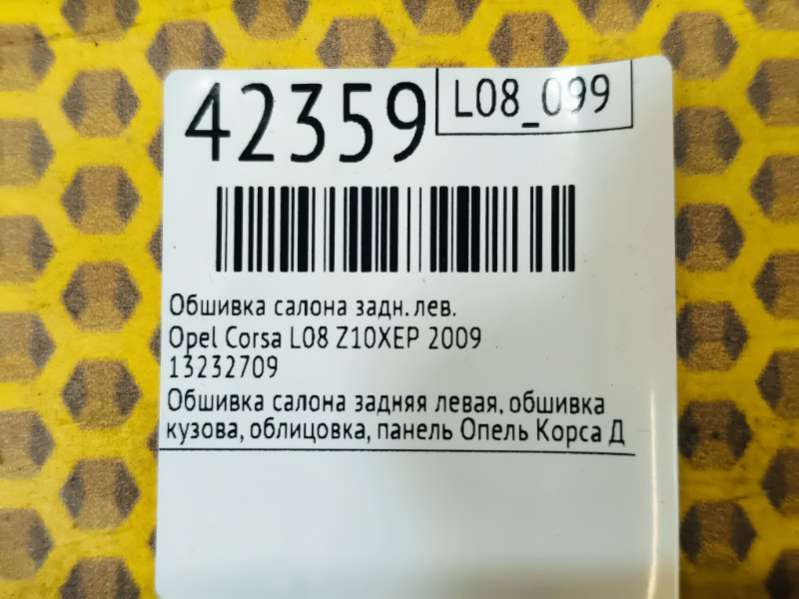 42359
L08_099
Обшивка салона задн. лев.
Opel Corsa L08 Z10XEP 2009
13232709
Обшивка салона задняя левая, обшивка
кузова, облицовка, панель Опель Корса Д